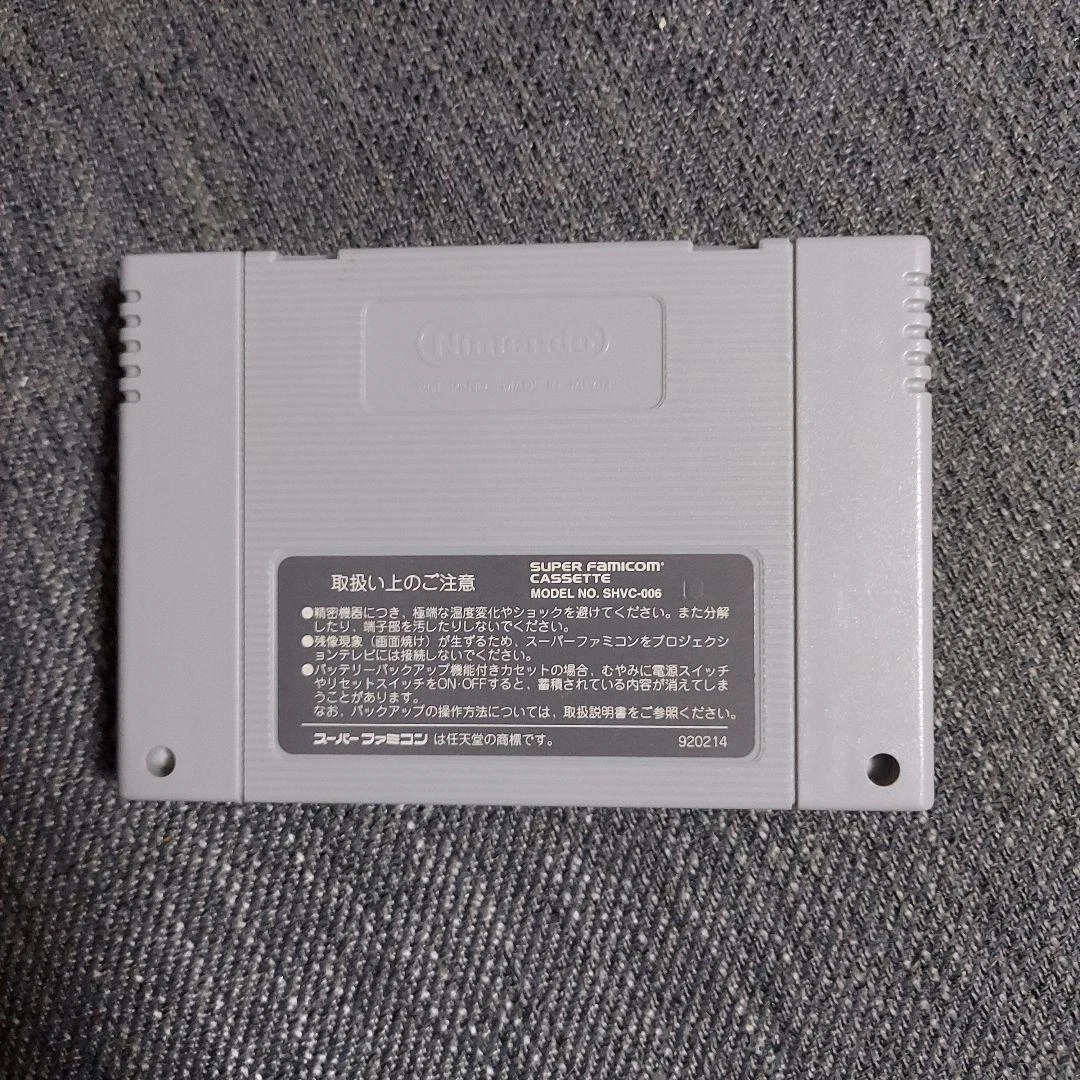 Nintendo
PAT. PEND. MADE IN JAPAN
取扱い上のご注意
SUPER FAMICOM
CASSETTE
MODEL NO. SHVC-006
●精密機器につき、極端な温度変化やショックを避けてください。また分解
したり、端子部を汚したりしないでください。
●残像現象（画面焼け）が生ずるため、スーパーファミコンをプロジェクシ
ョンテレビには接続しないでください。
●バッテリーバックアップ機能付きカセットの場合、むやみに電源スイッチ
やリセットスイッチをON・OFFすると、蓄積されている内容が消えてしま
うことがあります。
なお、バックアップの操作方法については、取扱説明書をご参照ください。
スーパーファミコン は任天堂の商標です。 920214